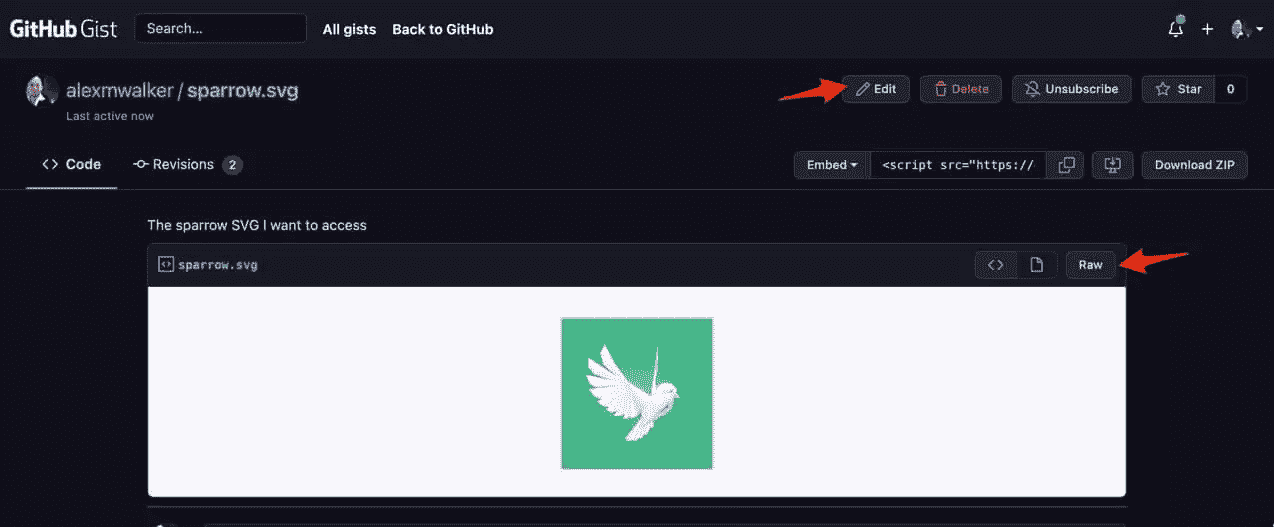 GitHub Gist Search... All gists Back to GitHub
alexmwalker / sparrow.svg Edit Delete Unsubscribe Star 0
Last active now
Code Revisions 2 Embed <script src="https:// Download ZIP
The sparrow SVG I want to access
sparrow.svg Raw